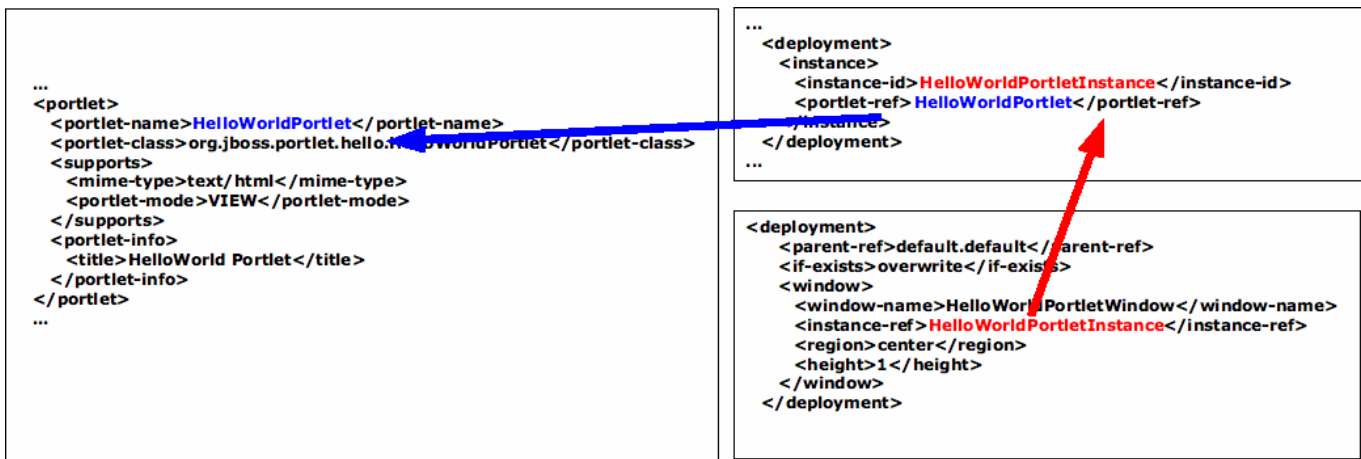 ...
<portlet>
<portlet-name>HelloWorldPortlet</portlet-name>
<portlet-class>org.jboss.portlet.hello.HelloWorldPortlet</portlet-class>
<supports>
<mime-type>text/html</mime-type>
<portlet-mode>VIEW</portlet-mode>
</supports>
<portlet-info>
<title>HelloWorld Portlet</title>
</portlet-info>
</portlet>
...
...
<deployment>
<instance>
<instance-id>HelloWorldPortletInstance</instance-id>
<portlet-ref>HelloWorldPortlet</portlet-ref>
</instance>
</deployment>
...
<deployment>
<parent-ref>default.default</parent-ref>
<if-exists>overwrite</if-exists>
<window>
<window-name>HelloWorldPortletWindow</window-name>
<instance-ref>HelloWorldPortletInstance</instance-ref>
<region>center</region>
<height>1</height>
</window>
</deployment>